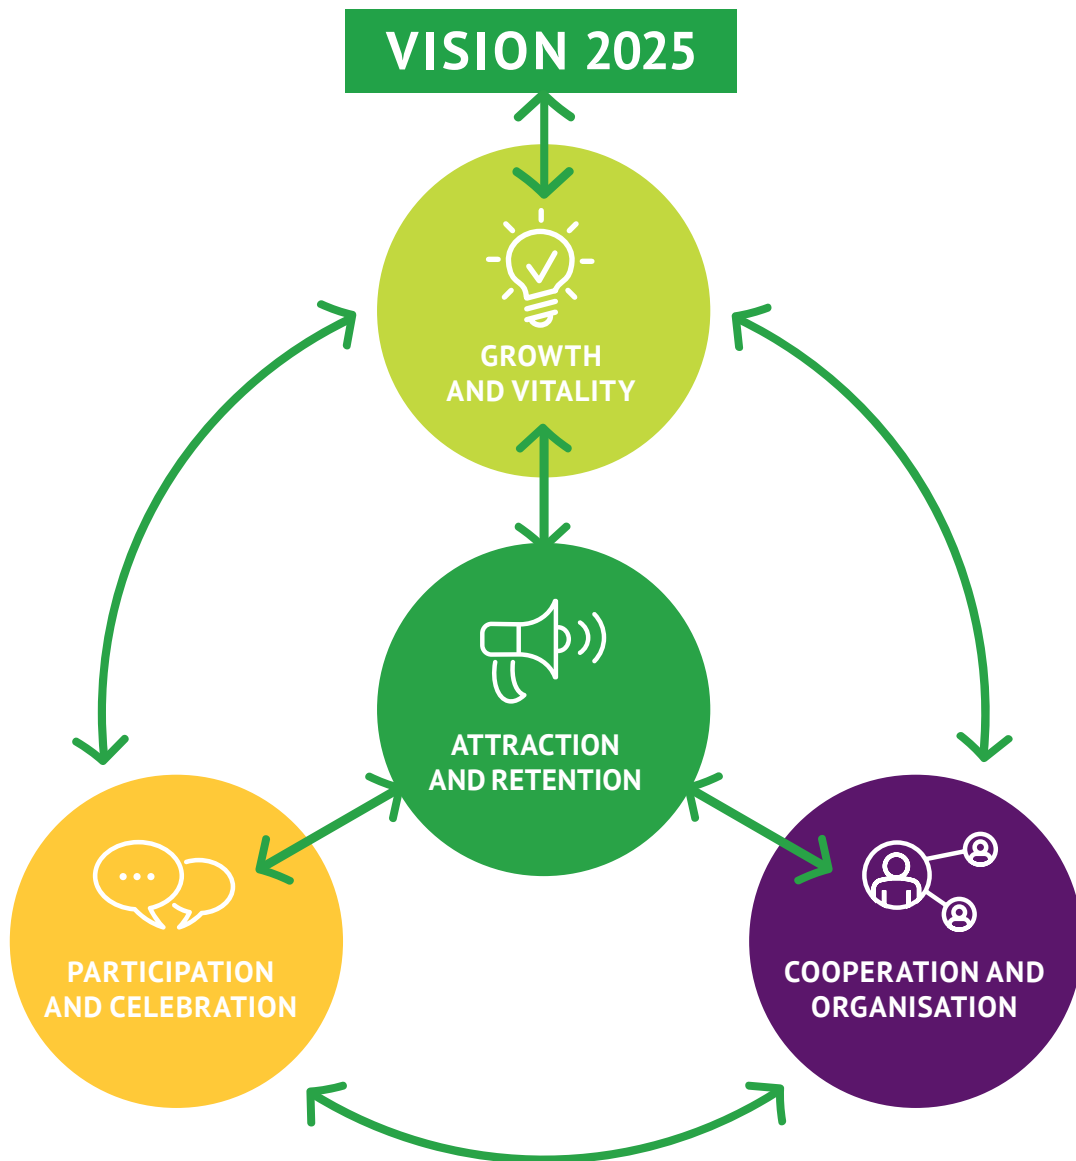 VISION 2025
GROWTH
AND VITALITY
ATTRACTION
AND RETENTION
PARTICIPATION
AND CELEBRATION
COOPERATION AND
ORGANISATION